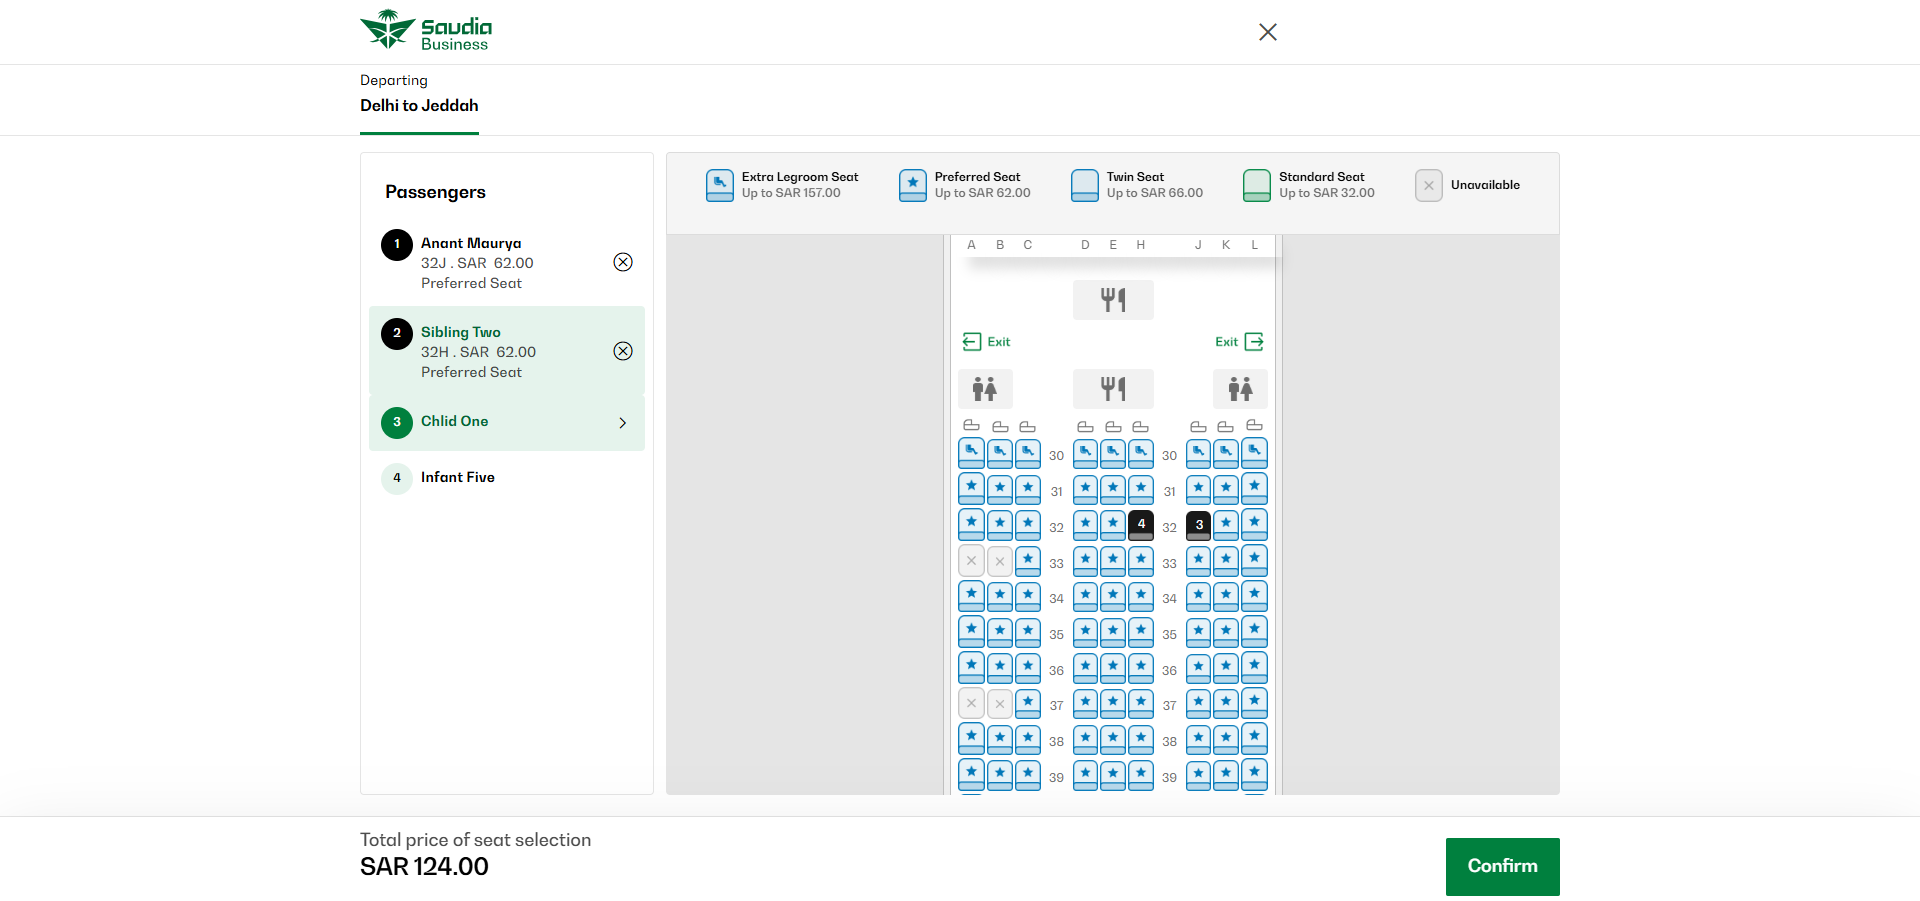 Saudia
Business
Departing
Delhi to Jeddah
Passengers
1
Anant Maurya
32J . SAR 62.00
Preferred Seat
2
Sibling Two
32H . SAR 62.00
Preferred Seat
3
Chlid One
4
Infant Five
Extra Legroom Seat
Up to SAR 157.00
Preferred Seat
Up to SAR 62.00
Twin Seat
Up to SAR 66.00
Standard Seat
Up to SAR 32.00
Unavailable
A B C D E H J K L
Exit Exit
30 30
31 31
32 4 32 3
33 33
34 34
35 35
36 36
37 37
38 38
39 39
Total price of seat selection
SAR 124.00
Confirm